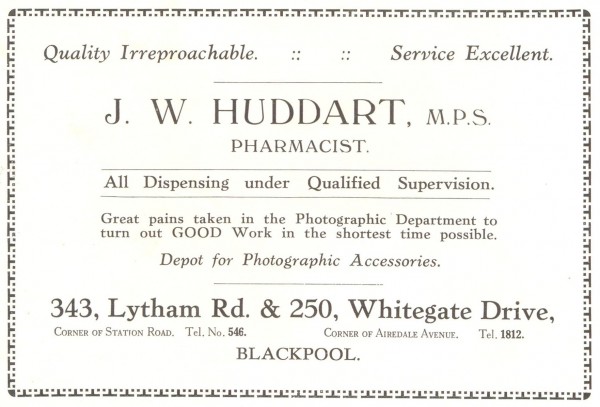 Quality Irreproachable. :: :: Service Excellent.
J. W. HUDDART, M.P.S.
PHARMACIST.
All Dispensing under Qualified Supervision.
Great pains taken in the Photographic Department to
turn out GOOD Work in the shortest time possible.
Depot for Photographic Accessories.
343, Lytham Rd. & 250, Whitegate Drive,
CORNER OF STATION ROAD. TEL. NO. 546. CORNER OF AIREDALE AVENUE. TEL. 1812.
BLACKPOOL.